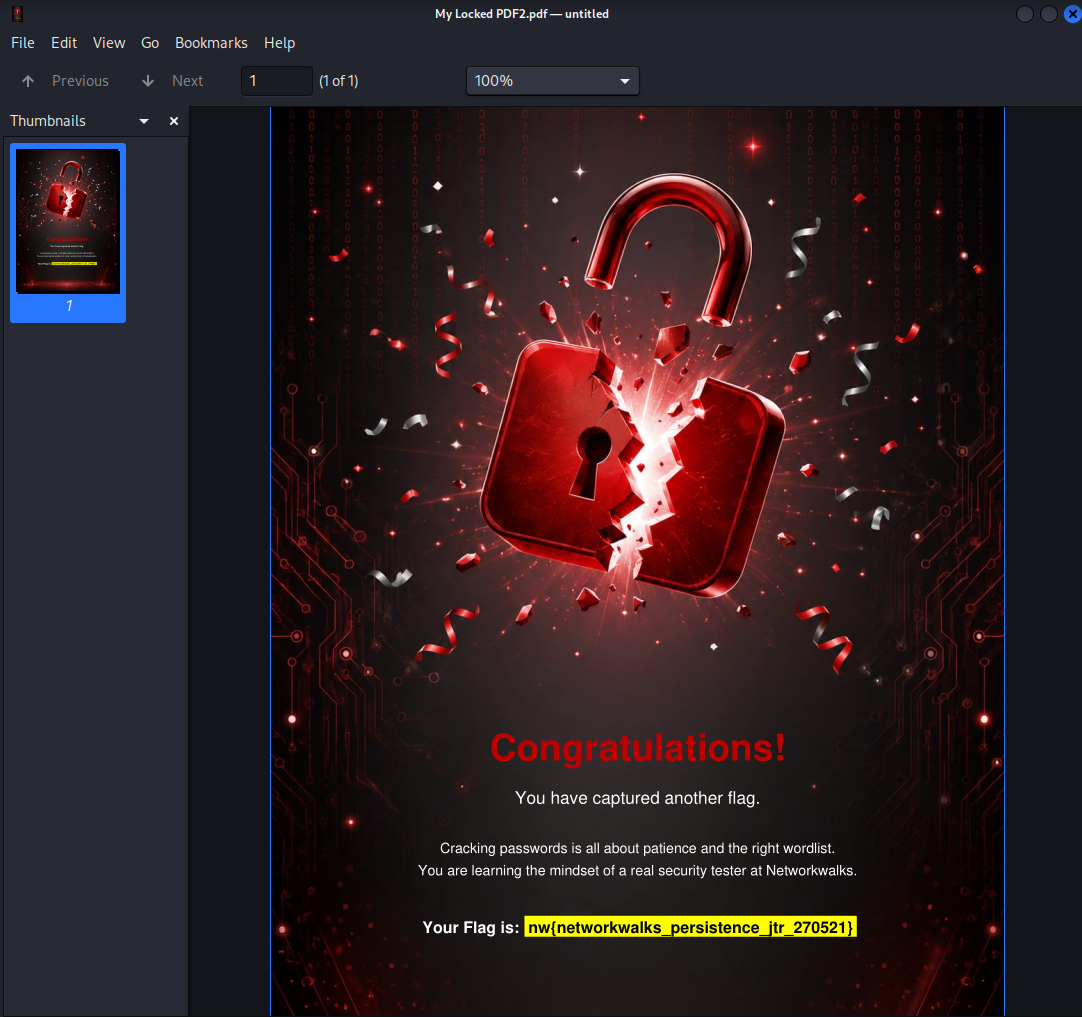 My Locked PDF2.pdf — untitled
File Edit View Go Bookmarks Help
Previous Next 1 (1 of 1) 100%
Thumbnails
1
Congratulations!
You have captured another flag.
Cracking passwords is all about patience and the right wordlist.
You are learning the mindset of a real security tester at Networkwalks.
Your Flag is: nw{networkwalks_persistence_jtr_270521}